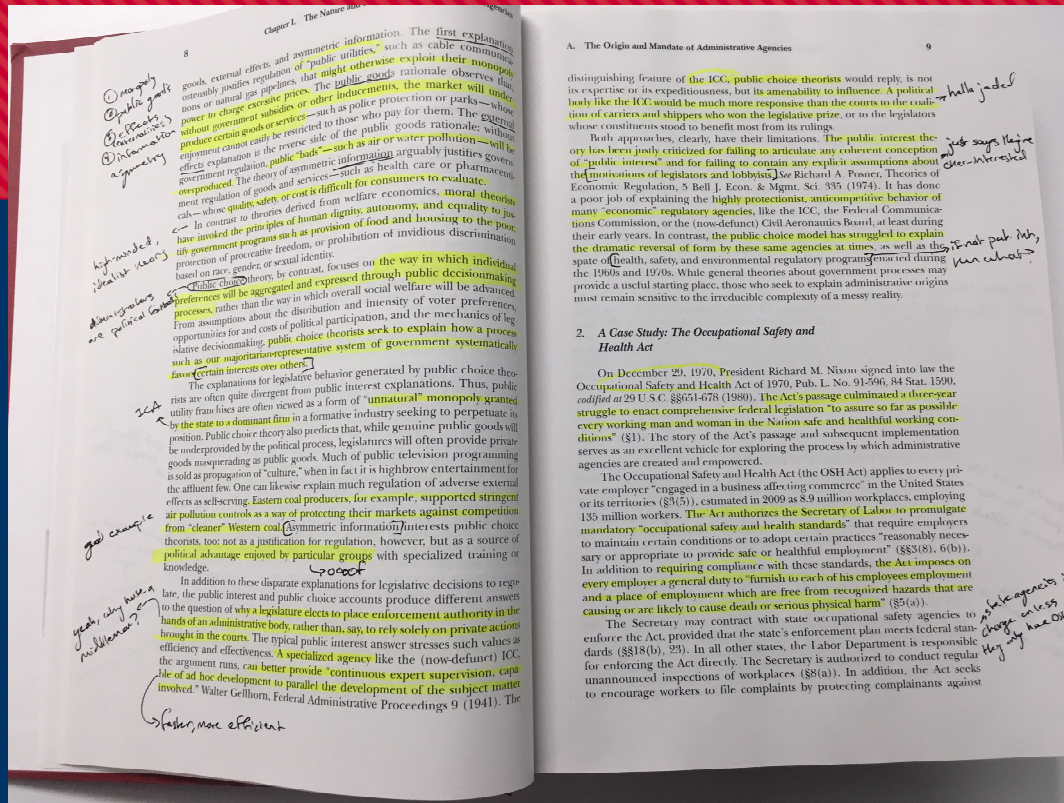 8
Chapter I. The Nature and
gencies
goods, external effects, and asymmetric information. The first explanation
ostensibly justifies regulation of "public utilities," such as cable communica-
tions or natural gas pipelines, that might otherwise exploit their monopoly
power to charge excessive prices. The public goods rationale observes that,
without government subsidies or other inducements, the market will under
produce certain goods or services—such as police protection or parks—whose
enjoyment cannot easily be restricted to those who pay for them. The external
effects explanation is the reverse side of the public goods rationale: without
government regulation, public "bads"—such as air or water pollution—will be
overproduced. The theory of asymmetric information arguably justifies govern
ment regulation of goods and services—such as health care or pharmaceuti-
cals—whose quality, safety, or cost is difficult for consumers to evaluate.
In contrast to theories derived from welfare economics, moral theorists
have invoked the principles of human dignity, autonomy, and equality to jus-
tify government programs such as provision of food and housing to the poor,
protection of procreative freedom, or prohibition of invidious discrimination
based on race, gender, or sexual identity.
Public choice theory, by contrast, focuses on the way in which individual
preferences will be aggregated and expressed through public decisionmaking
processes, rather than the way in which overall social welfare will be advanced.
From assumptions about the distribution and intensity of voter preference,
opportunities for and costs of political participation, and the mechanics of leg-
islative decisionmaking, public choice theorists seek to explain how a process
such as our majoritarian-representative system of government systematically
favors certain interests over others.
The explanations for legislative behavior generated by public choice theo-
rists are often quite divergent from public interest explanations. Thus, public
utility franchises are often viewed as a form of "unnatural" monopoly granted
by the state to a dominant firm in a formative industry seeking to perpetuate its
position. Public choice theory also predicts that, while genuine public goods will
be underprovided by the political process, legislatures will often provide private
goods masquerading as public goods. Much of public television programming
is sold as propagation of "culture," when in fact it is highbrow entertainment for
the affluent few. One can likewise explain much regulation of adverse external
effects as self-serving. Eastern coal producers, for example, supported stringent
air pollution controls as a way of protecting their markets against competition
from "cleaner" Western coal. Asymmetric information interests public choice
theorists, too: not as a justification for regulation, however, but as a source of
political advantage enjoyed by particular groups with specialized training or
knowledge.
In addition to these disparate explanations for legislative decisions to regu-
late, the public interest and public choice accounts produce different answers
to the question of why a legislature elects to place enforcement authority in the
hands of an administrative body, rather than, say, to rely solely on private actions
brought in the courts. The typical public interest answer stresses such values as
efficiency and effectiveness. A specialized agency like the (now-defunct) ICC,
the argument runs, can better provide "continuous expert supervision, capa
ble of ad hoc development to parallel the development of the subject matter
involved." Walter Gellhorn, Federal Administrative Proceedings 9 (1941). The
① monopoly
② public goods
③ effects
④ information
asymmetry
high-minded,
idealist theory
are political
ICA
good example
yeah, why have a
middleman?
faster, more efficient
A. The Origin and Mandate of Administrative Agencies
9
distinguishing feature of the ICC, public choice theorists would reply, is not
its expertise or its expeditiousness, but its amenability to influence. A political
body like the ICC would be much more responsive than the courts to the coali-
tion of carriers and shippers who won the legislative prize, or to the legislators
whose constituents stood to benefit most from its rulings.
Both approaches, clearly, have their limitations. The public interest the-
ory has been justly criticized for failing to articulate any coherent conception
of "public interest" and for failing to contain any explicit assumptions about
the motivations of legislators and lobbyists. See Richard A. Posner, Theories of
Economic Regulation, 5 Bell J. Econ. & Mgmt. Sci. 335 (1974). It has done
a poor job of explaining the highly protectionist, anticompetitive behavior of
many "economic" regulatory agencies, like the ICC, the Federal Communica-
tions Commission, or the (now-defunct) Civil Aeronautics Board, at least during
their early years. In contrast, the public choice model has struggled to explain
the dramatic reversal of form by these same agencies at times, as well as the
spate of health, safety, and environmental regulatory programs enacted during
the 1960s and 1970s. While general theories about government processes may
provide a useful starting place, those who seek to explain administrative origins
must remain sensitive to the irreducible complexity of a messy reality.
2. A Case Study: The Occupational Safety and
Health Act
On December 29, 1970, President Richard M. Nixon signed into law the
Occupational Safety and Health Act of 1970, Pub. L. No. 91-596, 84 Stat. 1590,
codified at 29 U.S.C. §§651-678 (1980). The Act's passage culminated a three-year
struggle to enact comprehensive federal legislation "to assure so far as possible
every working man and woman in the Nation safe and healthful working con-
ditions" (§1). The story of the Act's passage and subsequent implementation
serves as an excellent vehicle for exploring the process by which administrative
agencies are created and empowered.
The Occupational Safety and Health Act (the OSH Act) applies to every pri-
vate employer "engaged in a business affecting commerce" in the United States
or its territories (§3(5)), estimated in 2009 as 8.9 million workplaces, employing
135 million workers. The Act authorizes the Secretary of Labor to promulgate
mandatory "occupational safety and health standards" that require employers
to maintain certain conditions or to adopt certain practices "reasonably neces-
sary or appropriate to provide safe or healthful employment" (§§3(8), 6(b)).
In addition to requiring compliance with these standards, the Act imposes on
every employer a general duty to "furnish to each of his employees employment
and a place of employment which are free from recognized hazards that are
causing or are likely to cause death or serious physical harm" (§5(a)).
The Secretary may contract with state occupational safety agencies to
enforce the Act, provided that the state's enforcement plan meets federal stan-
dards (§§18(b), 23). In all other states, the Labor Department is responsible
for enforcing the Act directly. The Secretary is authorized to conduct regular
unannounced inspections of workplaces (§8(a)). In addition, the Act seeks
to encourage workers to file complaints by protecting complainants against
hella jaded
just says they're
if not
then what?
state agencies
charge unless
they only have